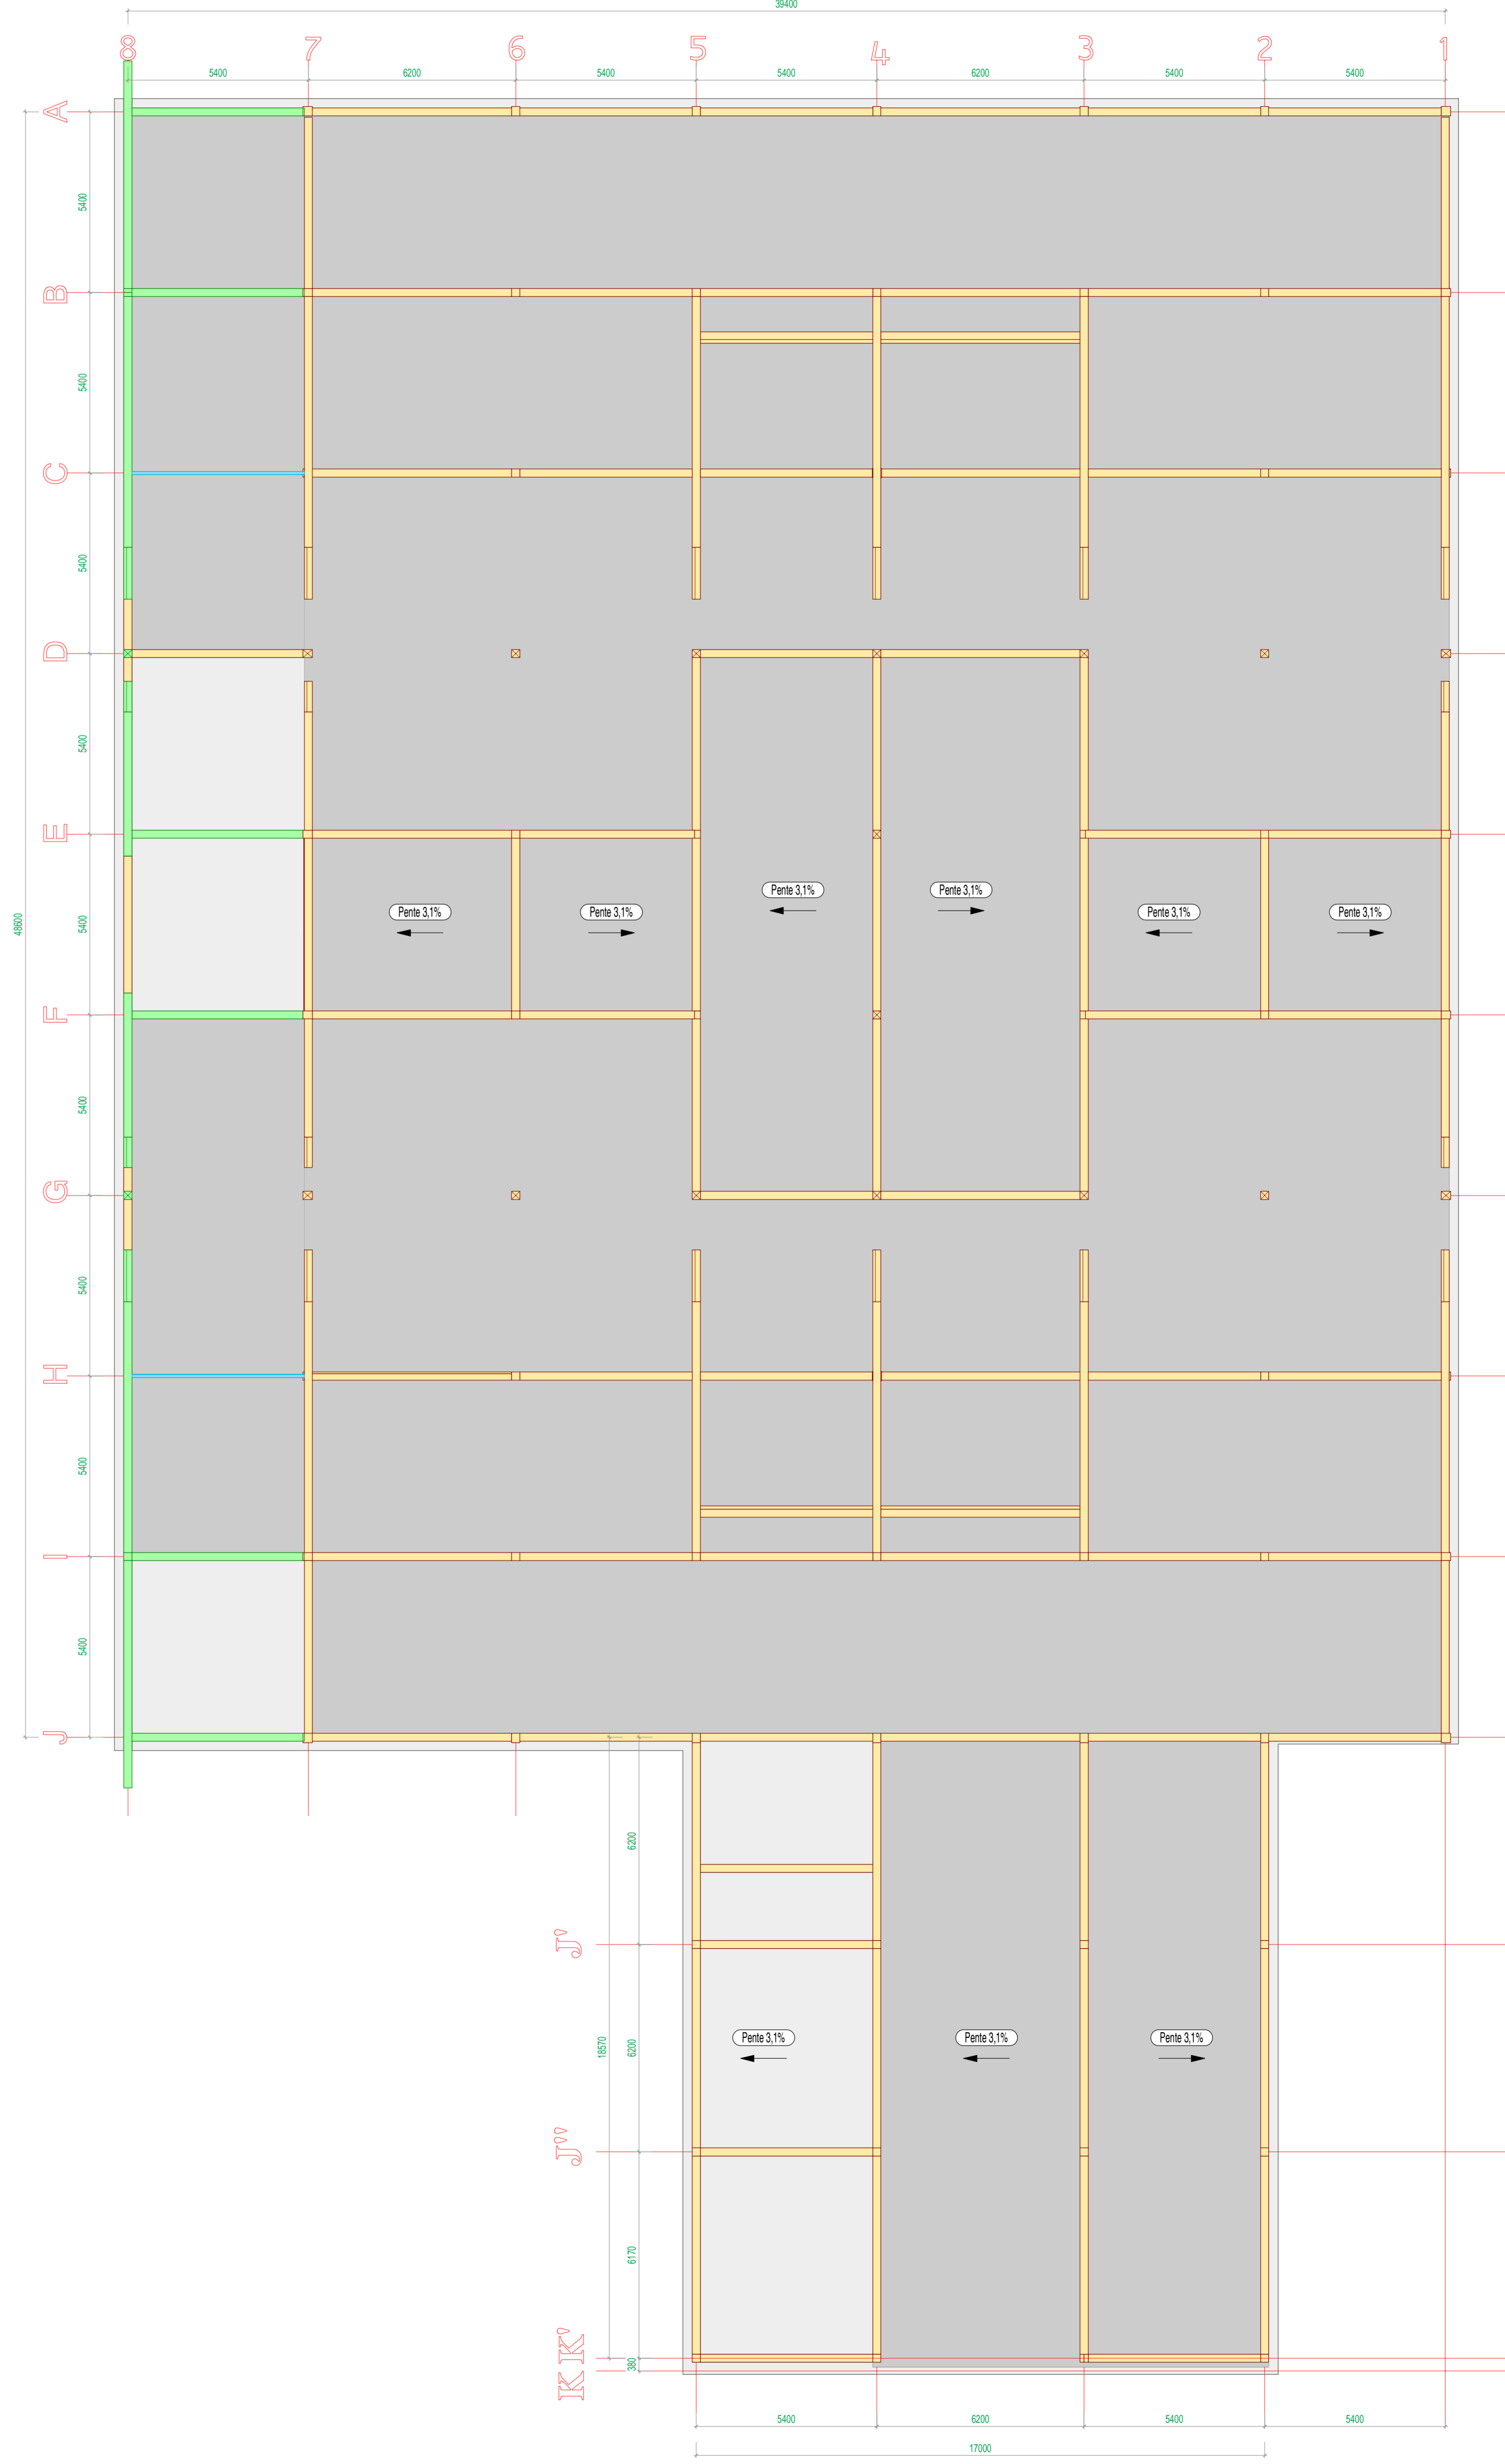 39400
8 7 6 5 4 3 2 1
5400 6200 5400 5400 6200 5400 5400
A
5400
B
5400
C
5400
D
5400
E
Pente 3,1% Pente 3,1%
Pente 3,1% Pente 3,1% Pente 3,1% Pente 3,1%
48600 5400
F
5400
G
5400
H
5400
I
5400
J
6200
J'
Pente 3,1% Pente 3,1% Pente 3,1%
18570 6200
J''
6170
K'
380
K
5400 6200 5400 5400
17000